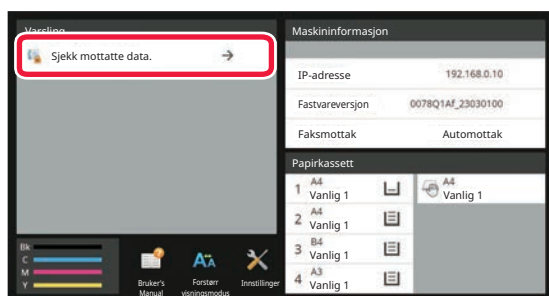 Varsling
Sjekk mottatte data.
Maskininformasjon
IP-adresse 192.168.0.10
Fastvareversjon 0078Q1Af_23030100
Faksmottak Automottak
Papirkassett
1 A4
Vanlig 1
A4
Vanlig 1
2 A4
Vanlig 1
3 B4
Vanlig 1
4 A3
Vanlig 1
Bk
C
M
Y
Bruker's
Manual
Forstørr
visningsmodus
Innstillinger